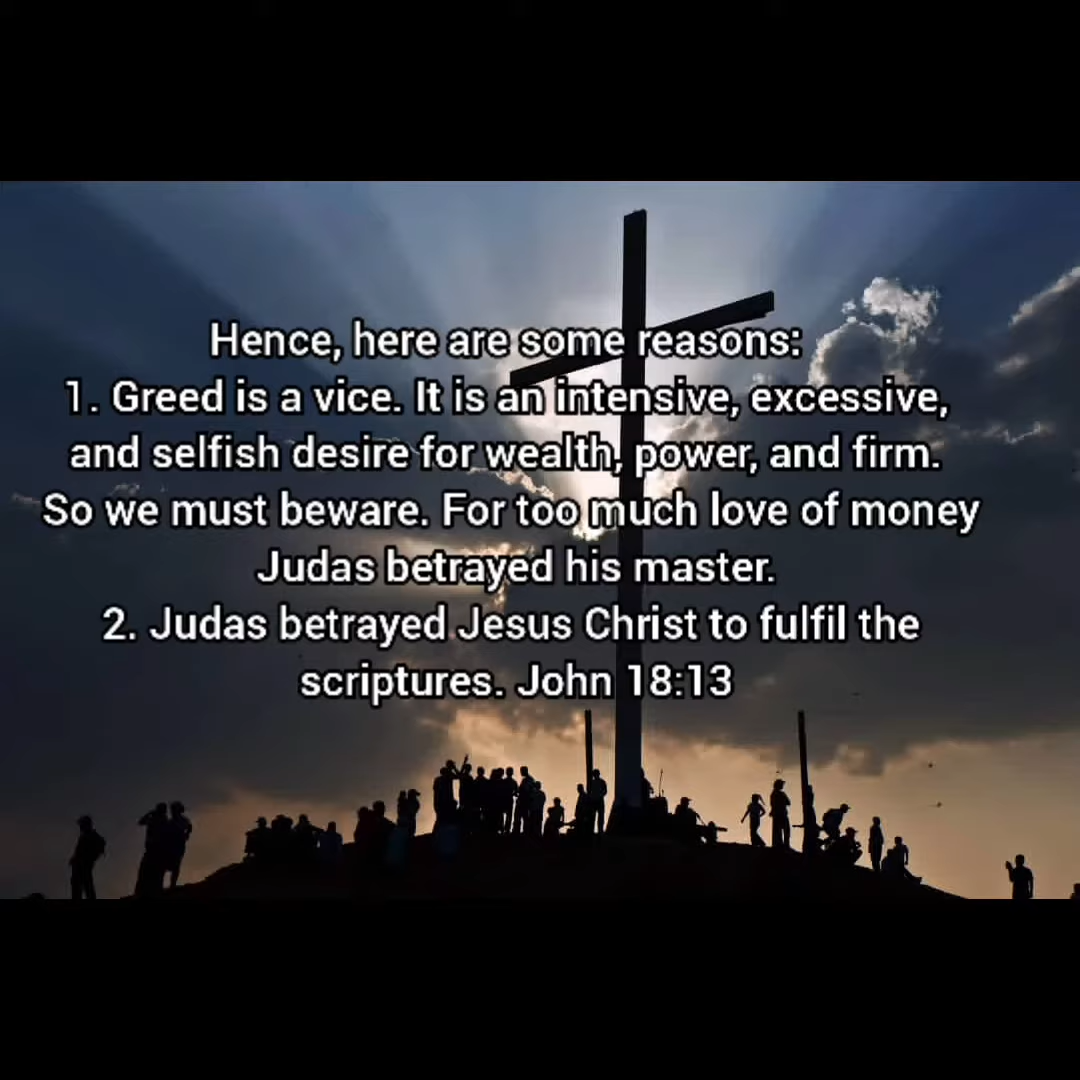 Hence, here are some reasons:
1. Greed is a vice. It is an intensive, excessive,
and selfish desire for wealth, power, and firm.
So we must beware. For too much love of money
Judas betrayed his master.
2. Judas betrayed Jesus Christ to fulfil the
scriptures. John 18:13